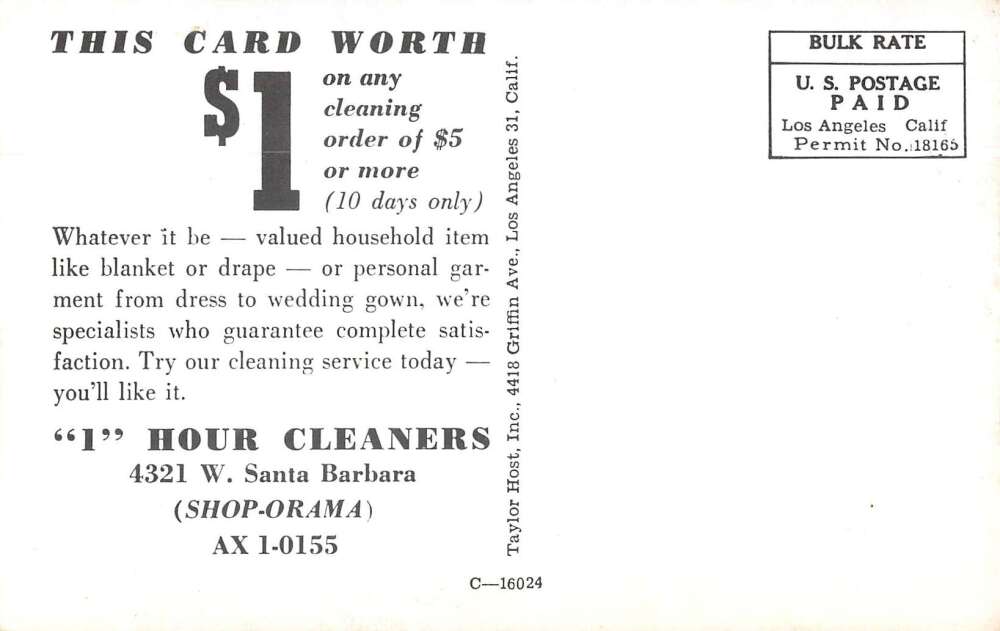 THIS CARD WORTH
$1
on any
cleaning
order of $5
or more
(10 days only)
Whatever it be — valued household item
like blanket or drape — or personal gar-
ment from dress to wedding gown, we're
specialists who guarantee complete satis-
faction. Try our cleaning service today —
you'll like it.
“1” HOUR CLEANERS
4321 W. Santa Barbara
(SHOP-ORAMA)
AX 1-0155
Taylor Host, Inc., 4418 Griffin Ave., Los Angeles 31, Calif.
C—16024
BULK RATE
U. S. POSTAGE
PAID
Los Angeles Calif
Permit No. 18165